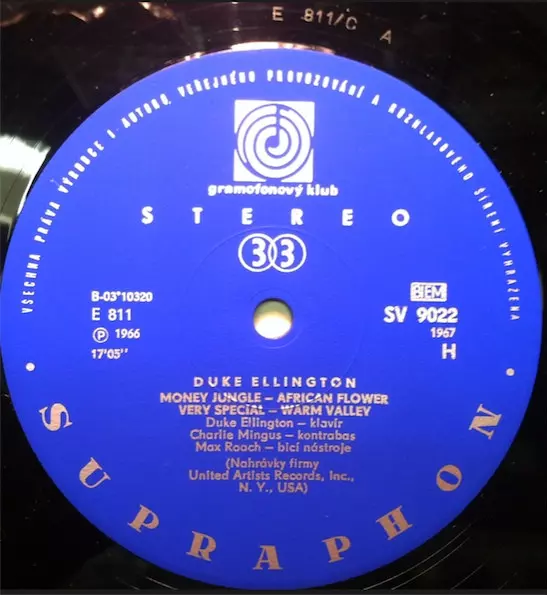 E 811/C A
VŠECHNA PRÁVA VÝROBCE I AUTORŮ, VEŘEJNÉHO PROVOZOVÁNÍ A ROZHLASOVÉHO ŠÍŘENÍ VYHRAŽENA
gramofonový klub
STEREO
33
B-03*10320
E 811
Ⓟ 1966
17'05''
BIEM
SV 9022
1967
H
DUKE ELLINGTON
MONEY JUNGLE – AFRICAN FLOWER
VERY SPECIAL – WARM VALLEY
Duke Ellington – klavír
Charlie Mingus – kontrabas
Max Roach – bicí nástroje
(Nahrávky firmy
United Artists Records, Inc.,
N. Y., USA)
SUPRAPHON